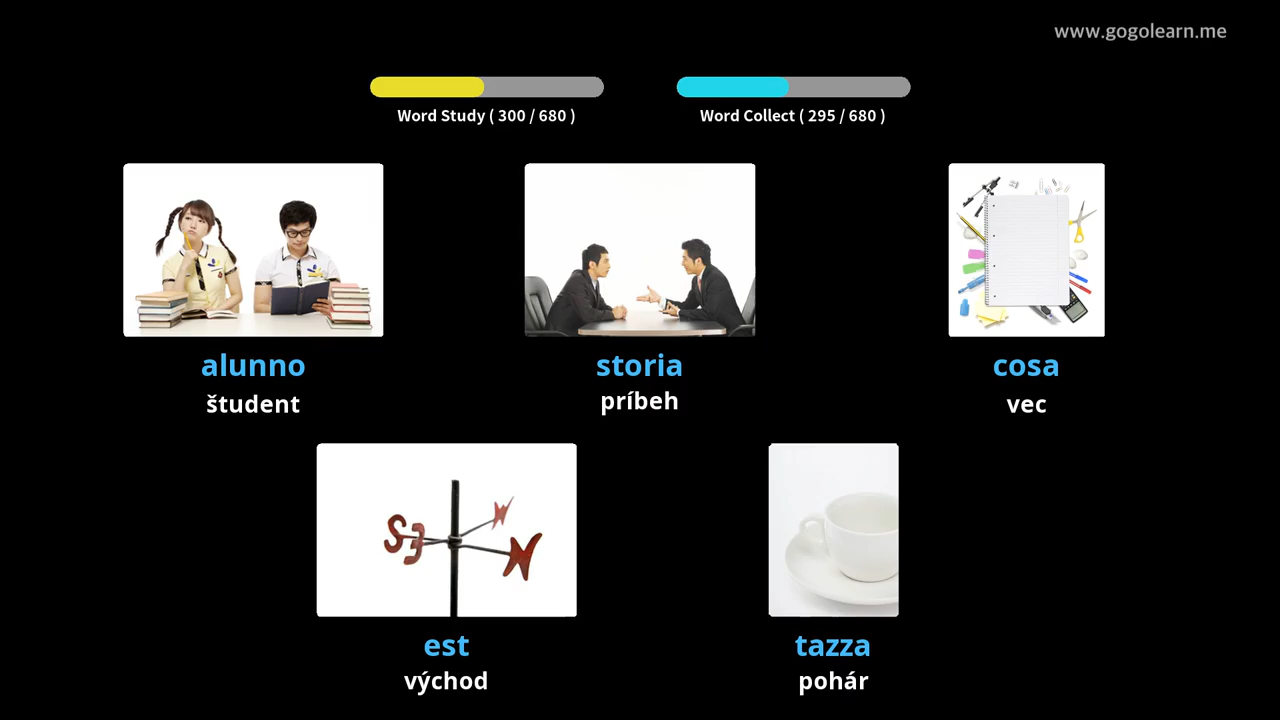 www.gogolearn.me
Word Study ( 300 / 680 )
Word Collect ( 295 / 680 )
alunno
študent
storia
príbeh
cosa
vec
S E N
est
východ
tazza
pohár